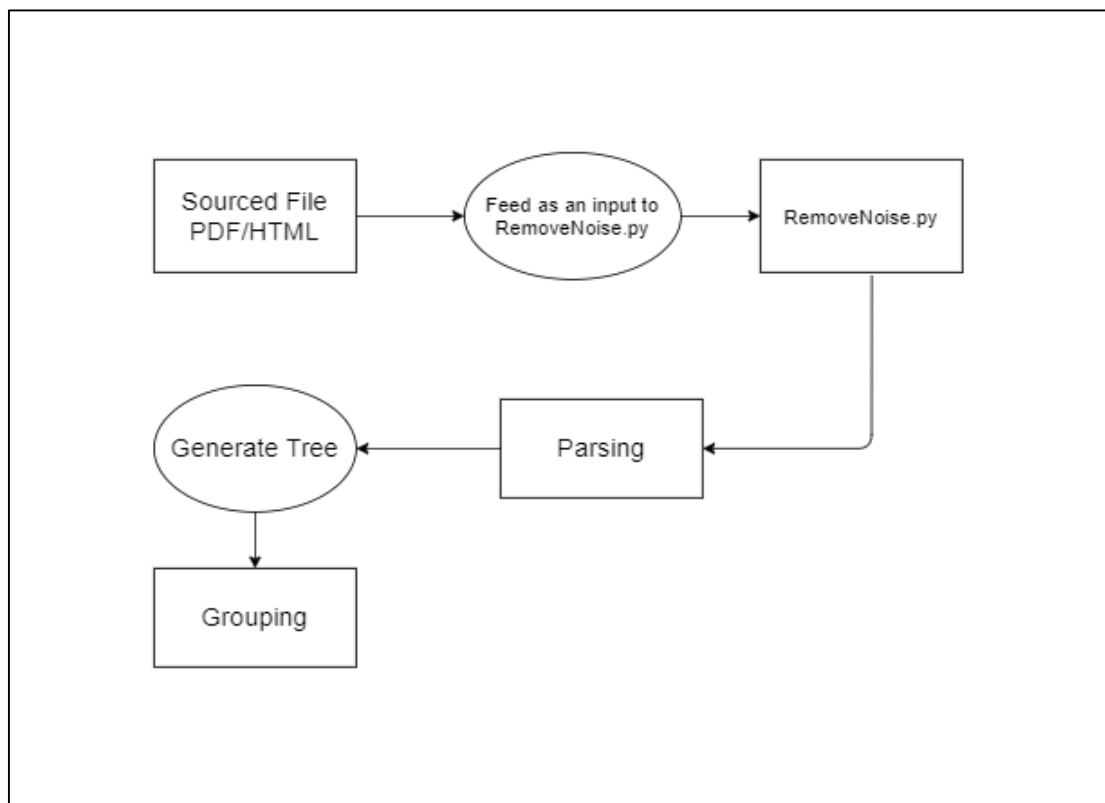 Sourced File
PDF/HTML
Feed as an input to
RemoveNoise.py
RemoveNoise.py
Generate Tree
Parsing
Grouping